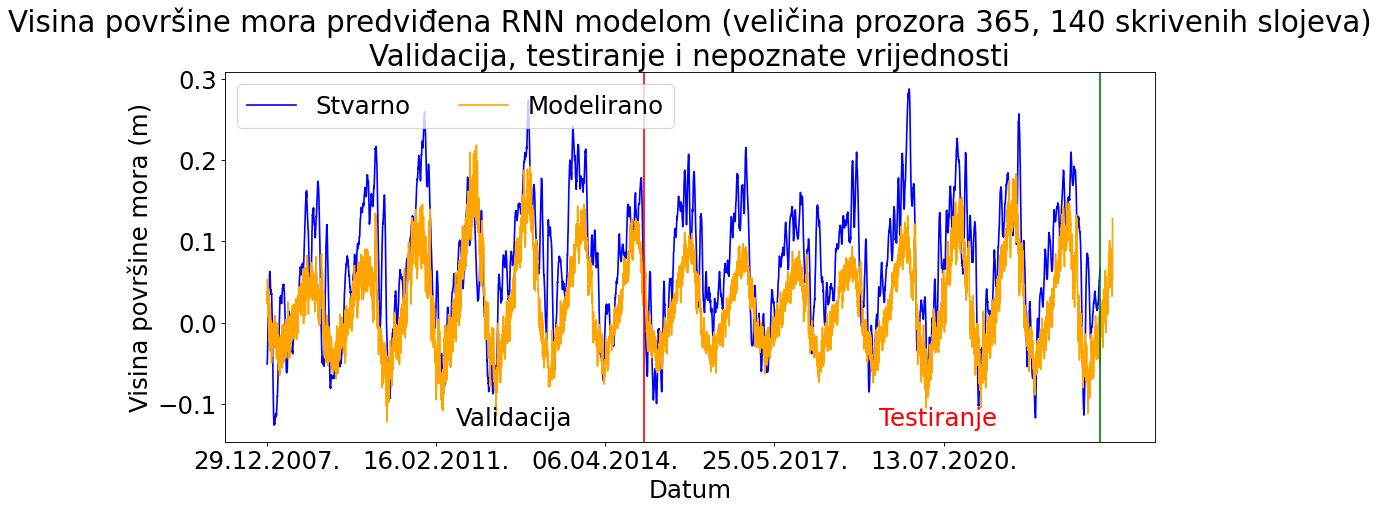 Visina površine mora predviđena RNN modelom (veličina prozora 365, 140 skrivenih slojeva)
Validacija, testiranje i nepoznate vrijednosti
Stvarno
Modelirano
Visina površine mora (m)
0.3
0.2
0.1
0.0
−0.1
Validacija
Testiranje
29.12.2007.
16.02.2011.
06.04.2014.
25.05.2017.
13.07.2020.
Datum